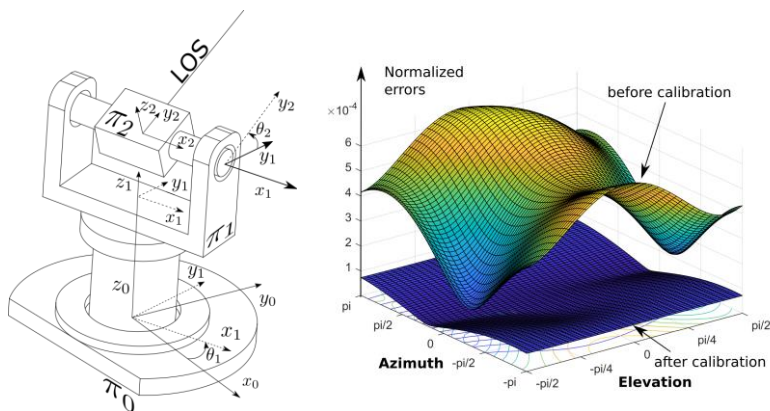 LOS
z₂
y₂
y₂
π₂
x₂
θ₂
y₁
z₁
y₁
x₁
x₁
π1
z₀
y₁
y₀
x₁
θ₁
x₀
π₀
Normalized
errors
before calibration
×10⁻⁴
6
5
4
3
2
1
pi
pi/2
0
-pi/2
-pi
Azimuth
-pi/2
-pi/4
0
pi/4
pi/2
Elevation
after calibration